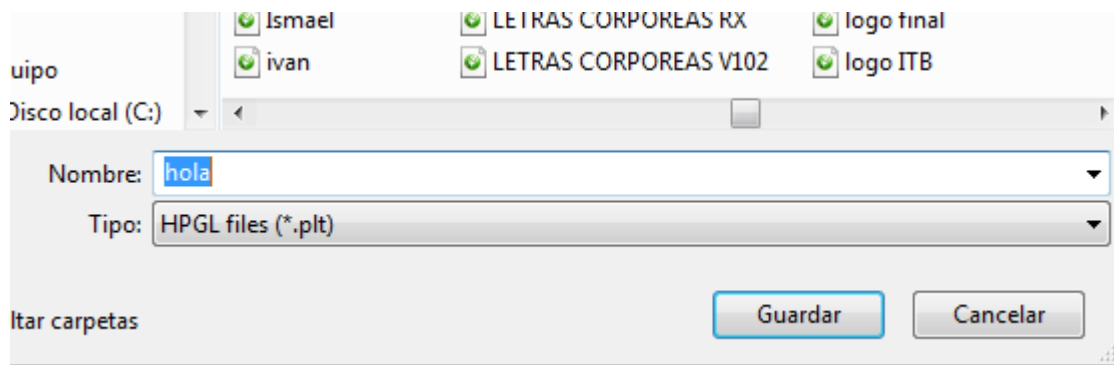 Ismael LETRAS CORPOREAS RX logo final
uipo ivan LETRAS CORPOREAS V102 logo ITB
Disco local (C:)
Nombre: hola
Tipo: HPGL files (*.plt)
ltar carpetas Guardar Cancelar